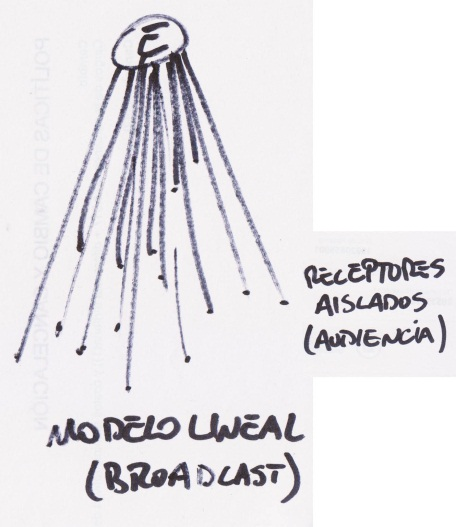 E
RECEPTORES
AISLADOS
(AUDIENCIA)
MODELO LINEAL
(BROADCAST)